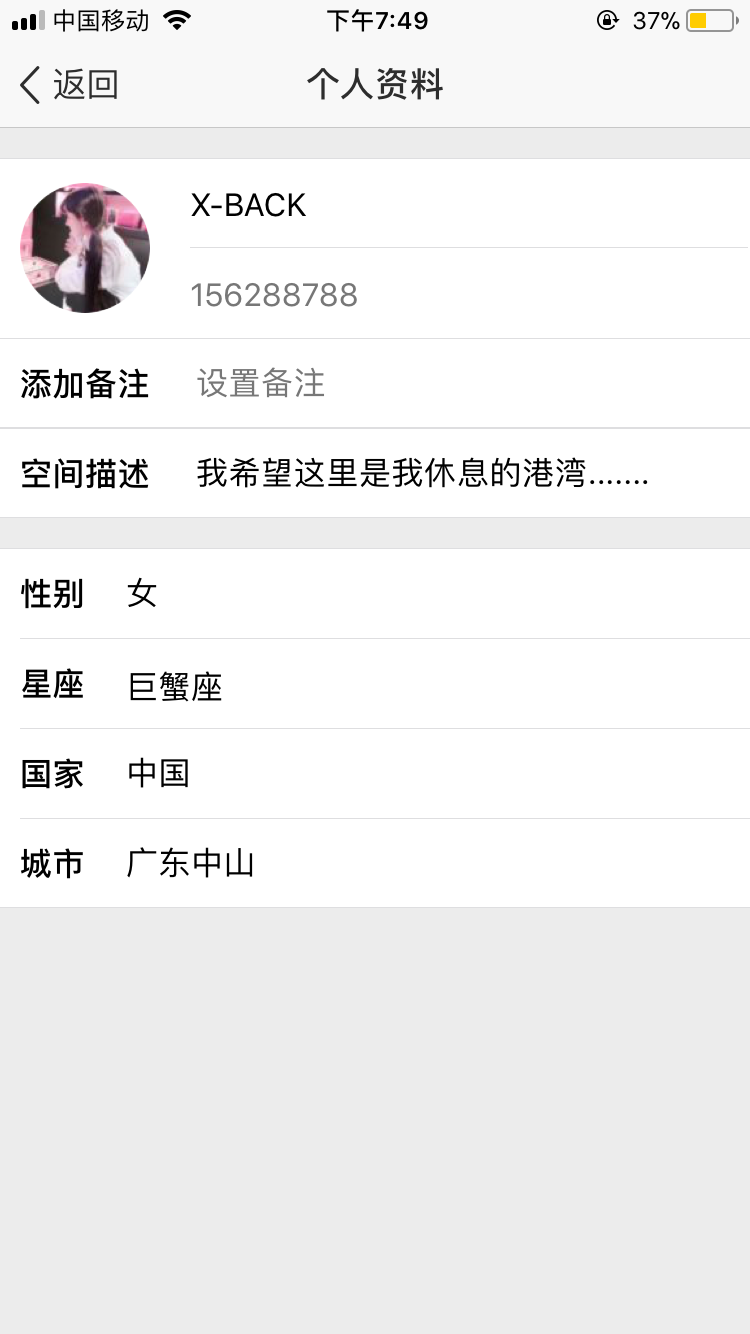 中国移动 下午7:49 37%
返回 个人资料
X-BACK
156288788
添加备注 设置备注
空间描述 我希望这里是我休息的港湾.......
性别 女
星座 巨蟹座
国家 中国
城市 广东中山